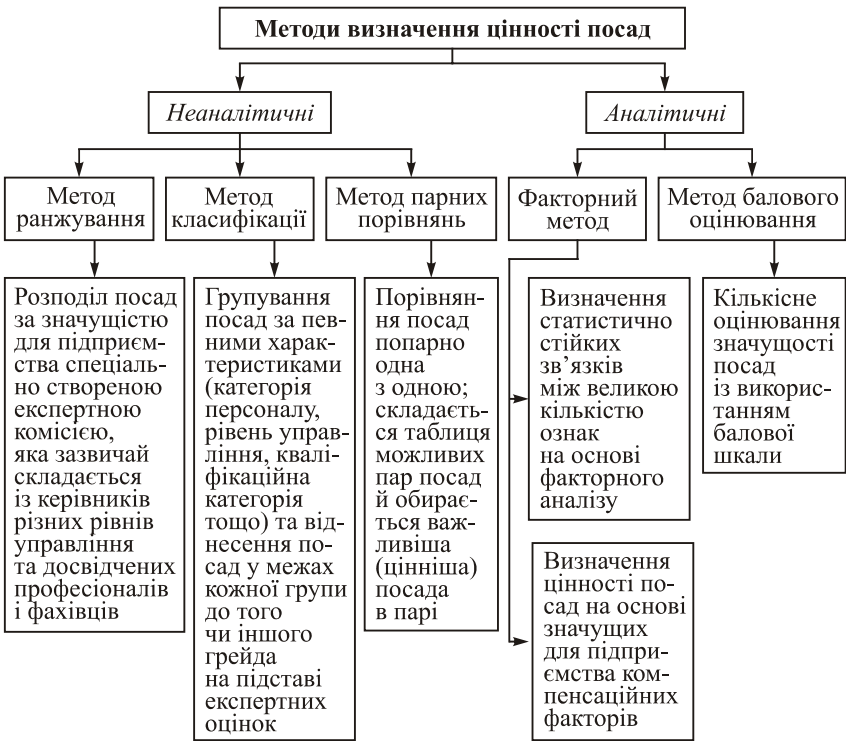 Методи визначення цінності посад
Неаналітичні
Аналітичні
Метод
ранжування
Метод
класифікації
Метод парних
порівнянь
Факторний
метод
Метод балового
оцінювання
Розподіл посад
за значущістю
для підприєм-
ства спеціаль-
но створеною
експертною
комісією,
яка зазвичай
складається
із керівників
різних рівнів
управління
та досвідчених
професіоналів
і фахівців
Групування
посад за пев-
ними харак-
теристиками
(категорія
персоналу,
рівень управ-
ління, квалі*-
фікаційна
категорія
тощо) та від-
несення по-
сад у межах
кожної групи
до того
чи іншого
грейда
на підставі
експертних
оцінок
Порівнян-
ня посад
попарно
одна
з одною;
складаєть-
ся таблиця
можливих
пар посад
й обираєть-
ся важ-
ливіша
(цінніша)
посада
в парі
Визначення
статистично
стійких
зв’язків
між великою
кількістю
ознак
на основі
факторного
аналізу
Визначення
цінності по-
сад на основі
значущих
для підпри-
ємства ком-
пенсаційних
факторів
Кількісне
оцінювання
значущості
посад
із викорис-
танням
балової
шкали